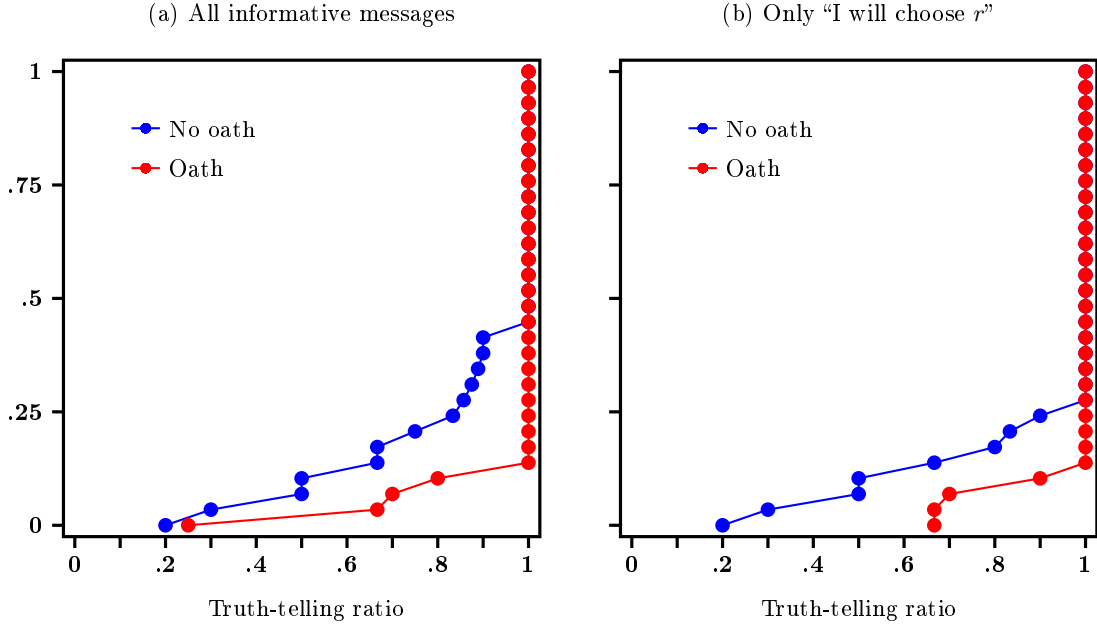 (a) All informative messages
(b) Only “I will choose r”
1
.75
.5
.25
0
No oath
Oath
0 .2 .4 .6 .8 1
Truth-telling ratio
No oath
Oath
0 .2 .4 .6 .8 1
Truth-telling ratio